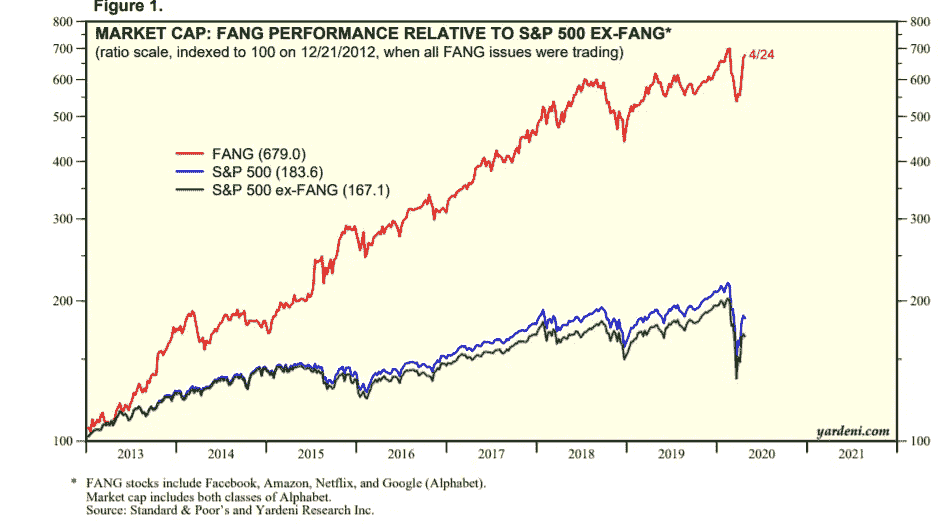 Figure 1.
MARKET CAP: FANG PERFORMANCE RELATIVE TO S&P 500 EX-FANG*
(ratio scale, indexed to 100 on 12/21/2012, when all FANG issues were trading)
800
700
600
500
400
300
200
100
800
700
600
500
400
300
200
100
4/24
FANG (679.0)
S&P 500 (183.6)
S&P 500 ex-FANG (167.1)
yardeni.com
2013 2014 2015 2016 2017 2018 2019 2020 2021
* FANG stocks include Facebook, Amazon, Netflix, and Google (Alphabet).
Market cap includes both classes of Alphabet.
Source: Standard & Poor's and Yardeni Research Inc.